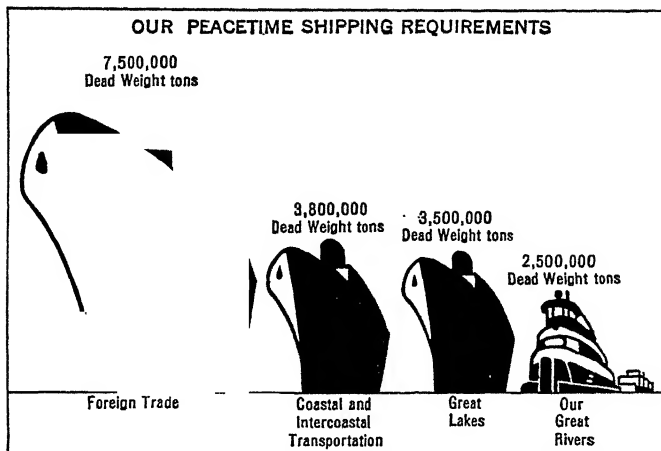 OUR PEACETIME SHIPPING REQUIREMENTS
7,500,000
Dead Weight tons
3,800,000
Dead Weight tons
3,500,000
Dead Weight tons
2,500,000
Dead Weight tons
Foreign Trade
Coastal and
Intercoastal
Transportation
Great
Lakes
Our
Great
Rivers